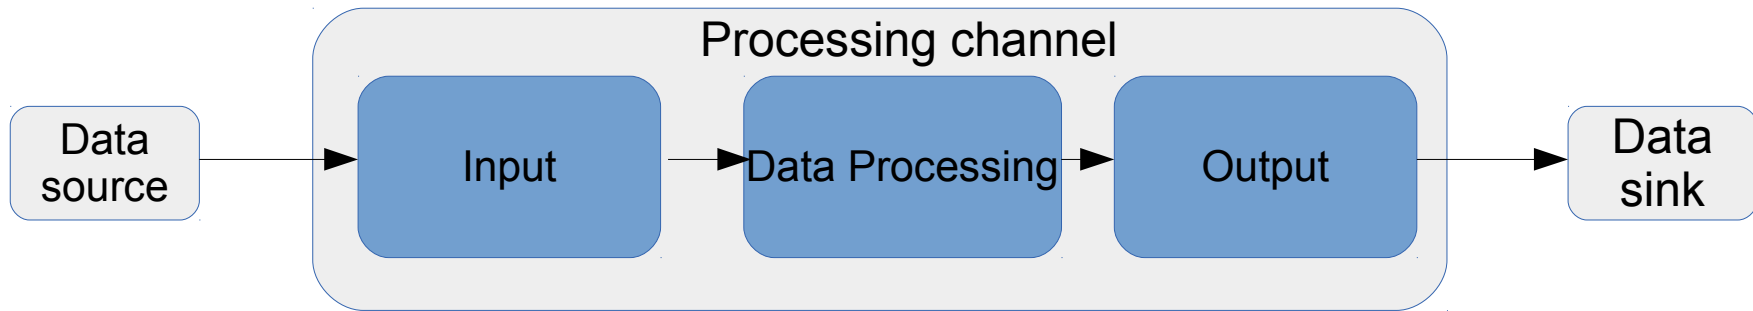 Processing channel
Data
source
Input
Data Processing
Output
Data
sink